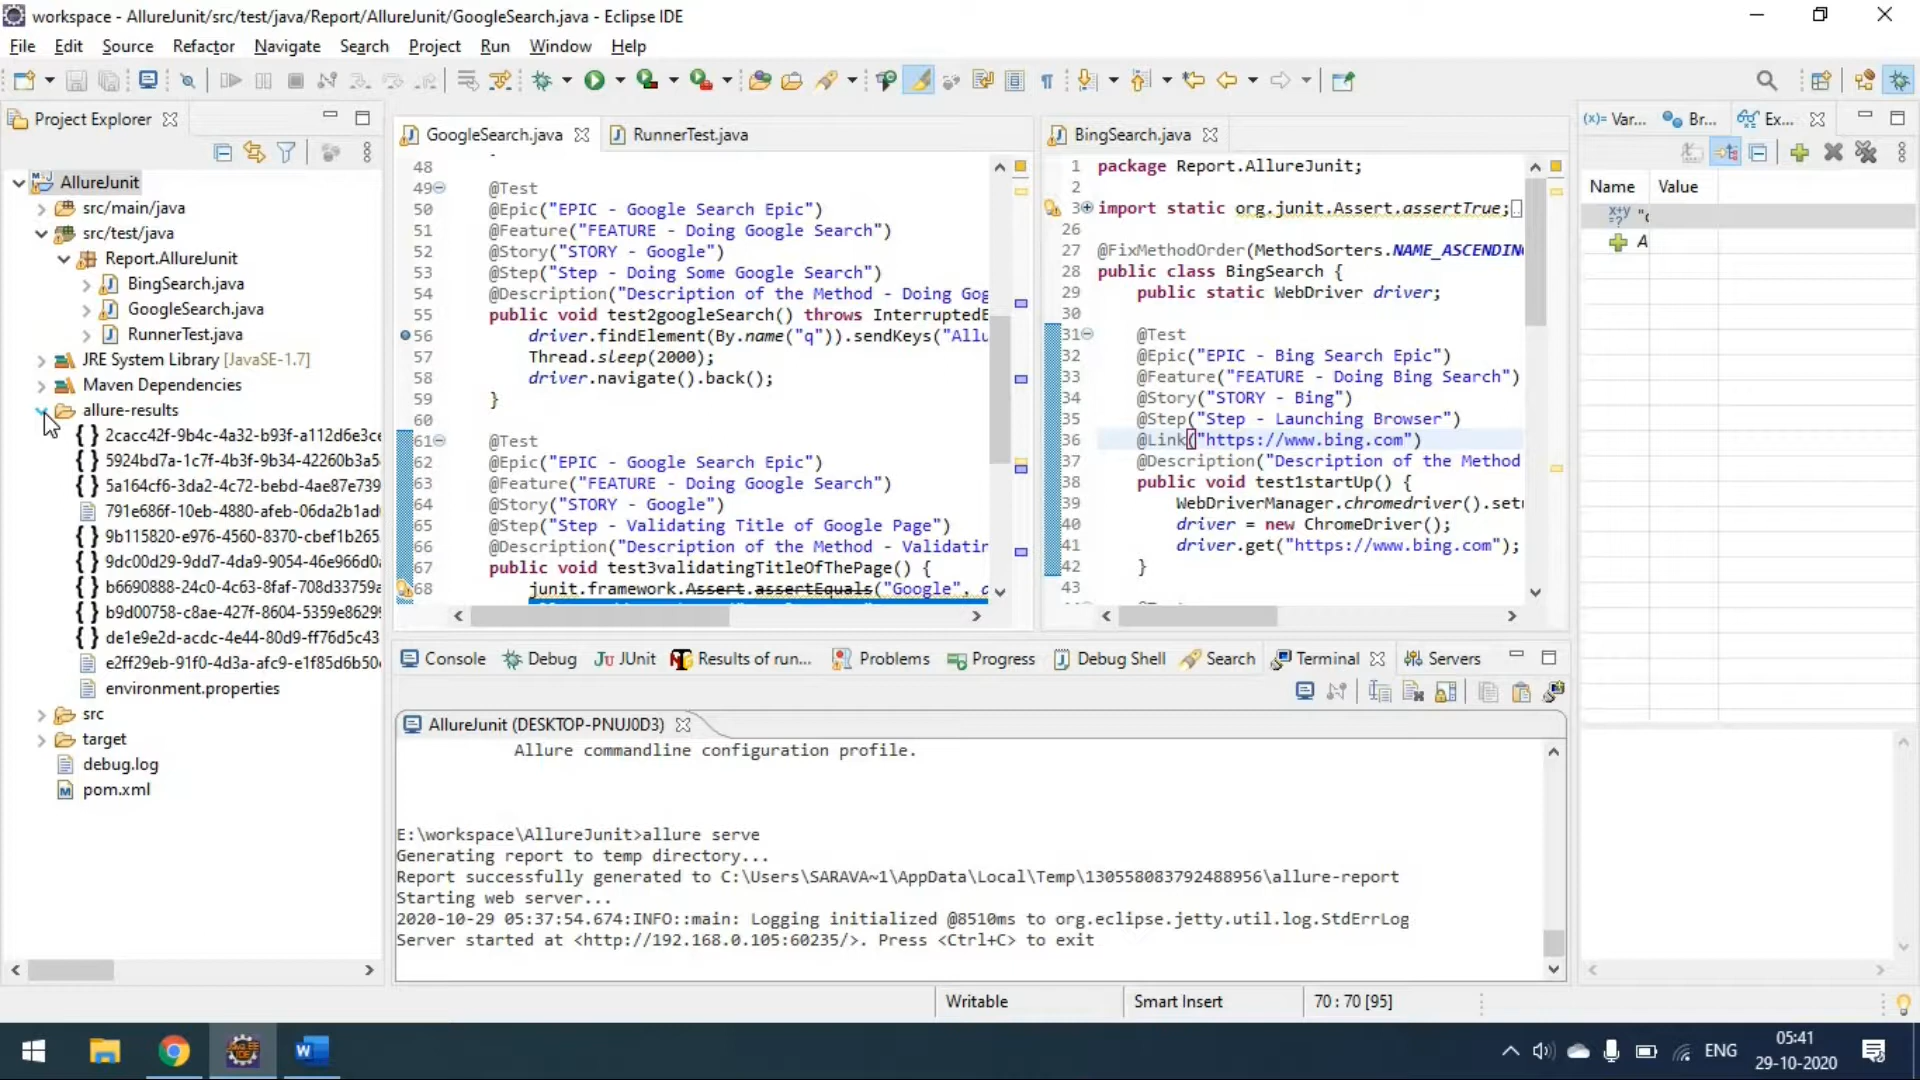 workspace - AllureJunit/src/test/java/Report/AllureJunit/GoogleSearch.java - Eclipse IDE
File Edit Source Refactor Navigate Search Project Run Window Help
Project Explorer
AllureJunit
src/main/java
src/test/java
Report.AllureJunit
BingSearch.java
GoogleSearch.java
RunnerTest.java
JRE System Library [JavaSE-1.7]
Maven Dependencies
allure-results
2cacc42f-9b4c-4a32-b93f-a112d6e3ce
5924bd7a-1c7f-4b3f-9b34-42260b3a5
5a164cf6-3da2-4c72-bebd-4ae87e739
791e686f-10eb-4880-afeb-06da2b1ad
9b115820-e976-4560-8370-cbef1b265
9dc00d29-9dd7-4da9-9054-46e966d0
b6690888-24c0-4c63-8faf-708d33759a
b9d00758-c8ae-427f-8604-5359e8629
de1e9e2d-acdc-4e44-80d9-ff76d5c43
e2ff29eb-91f0-4d3a-afc9-e1f85d6b50
environment.properties
src
target
debug.log
pom.xml
GoogleSearch.java RunnerTest.java
48
49 @Test
50 @Epic("EPIC - Google Search Epic")
51 @Feature("FEATURE - Doing Google Search")
52 @Story("STORY - Google")
53 @Step("Step - Doing Some Google Search")
54 @Description("Description of the Method - Doing Gog
55 public void test2googleSearch() throws InterruptedE
56 driver.findElement(By.name("q")).sendKeys("Allu
57 Thread.sleep(2000);
58 driver.navigate().back();
59 }
60
61 @Test
62 @Epic("EPIC - Google Search Epic")
63 @Feature("FEATURE - Doing Google Search")
64 @Story("STORY - Google")
65 @Step("Step - Validating Title of Google Page")
66 @Description("Description of the Method - Validatin
67 public void test3validatingTitleOfThePage() {
68 junit.framework.Assert.assertEquals("Google",
BingSearch.java
1 package Report.AllureJunit;
2
3 import static org.junit.Assert.assertTrue;
26
27 @FixMethodOrder(MethodSorters.NAME_ASCENDING
28 public class BingSearch {
29 public static WebDriver driver;
30
31 @Test
32 @Epic("EPIC - Bing Search Epic")
33 @Feature("FEATURE - Doing Bing Search")
34 @Story("STORY - Bing")
35 @Step("Step - Launching Browser")
36 @Link("https://www.bing.com")
37 @Description("Description of the Method
38 public void test1startUp() {
39 WebDriverManager.chromedriver().setu
40 driver = new ChromeDriver();
41 driver.get("https://www.bing.com");
42 }
43
(x)= Var... Br... Ex...
Name Value
x+y =? "c
A
Console Debug JUnit Results of run... Problems Progress Debug Shell Search Terminal Servers
AllureJunit (DESKTOP-PNUJ0D3)
Allure commandline configuration profile.
E:\workspace\AllureJunit>allure serve
Generating report to temp directory...
Report successfully generated to C:\Users\SARAVA~1\AppData\Local\Temp\130558083792488956\allure-report
Starting web server...
2020-10-29 05:37:54.674:INFO::main: Logging initialized @8510ms to org.eclipse.jetty.util.log.StdErrLog
Server started at <http://192.168.0.105:60235/>. Press <Ctrl+C> to exit
Writable Smart Insert 70 : 70 [95]
ENG
05:41
29-10-2020